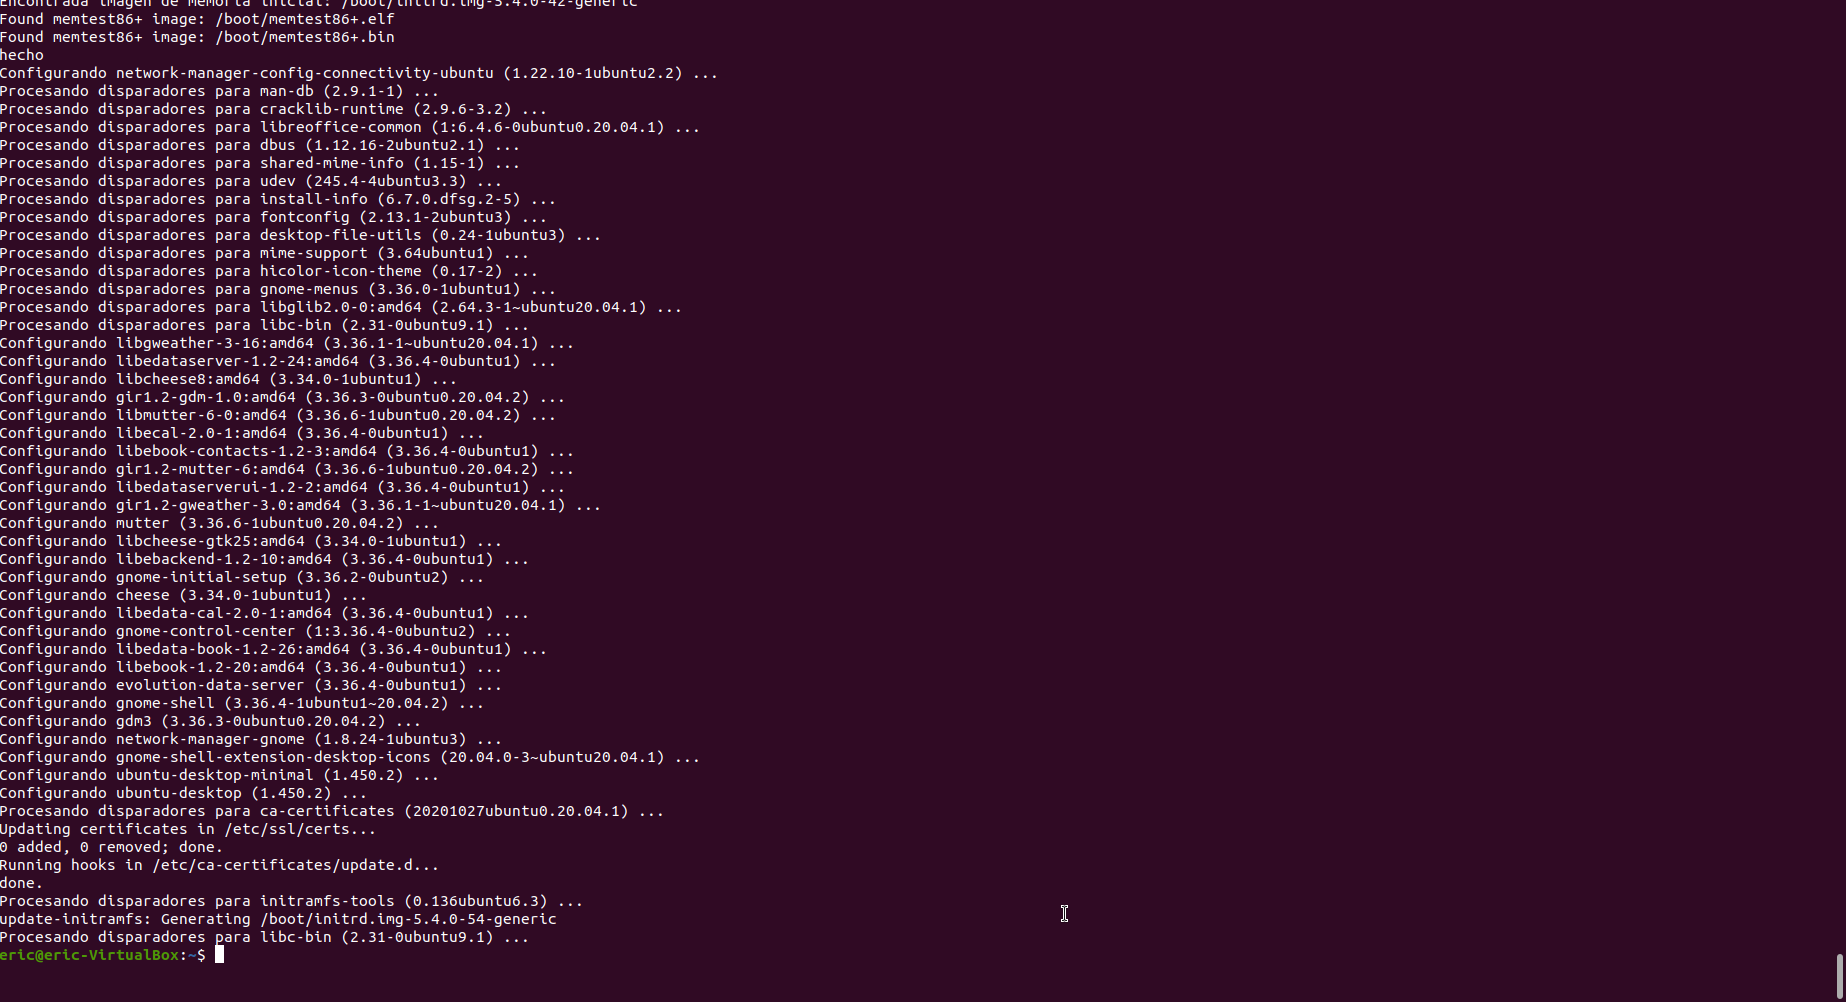 Encontrada imagen de memoria inicial: /boot/initrd.img-5.4.0-42-generic
Found memtest86+ image: /boot/memtest86+.elf
Found memtest86+ image: /boot/memtest86+.bin
hecho
Configurando network-manager-config-connectivity-ubuntu (1.22.10-1ubuntu2.2) ...
Procesando disparadores para man-db (2.9.1-1) ...
Procesando disparadores para cracklib-runtime (2.9.6-3.2) ...
Procesando disparadores para libreoffice-common (1:6.4.6-0ubuntu0.20.04.1) ...
Procesando disparadores para dbus (1.12.16-2ubuntu2.1) ...
Procesando disparadores para shared-mime-info (1.15-1) ...
Procesando disparadores para udev (245.4-4ubuntu3.3) ...
Procesando disparadores para install-info (6.7.0.dfsg.2-5) ...
Procesando disparadores para fontconfig (2.13.1-2ubuntu3) ...
Procesando disparadores para desktop-file-utils (0.24-1ubuntu3) ...
Procesando disparadores para mime-support (3.64ubuntu1) ...
Procesando disparadores para hicolor-icon-theme (0.17-2) ...
Procesando disparadores para gnome-menus (3.36.0-1ubuntu1) ...
Procesando disparadores para libglib2.0-0:amd64 (2.64.3-1~ubuntu20.04.1) ...
Procesando disparadores para libc-bin (2.31-0ubuntu9.1) ...
Configurando libgweather-3-16:amd64 (3.36.1-1~ubuntu20.04.1) ...
Configurando libedataserver-1.2-24:amd64 (3.36.4-0ubuntu1) ...
Configurando libcheese8:amd64 (3.34.0-1ubuntu1) ...
Configurando gir1.2-gdm-1.0:amd64 (3.36.3-0ubuntu0.20.04.2) ...
Configurando libmutter-6-0:amd64 (3.36.6-1ubuntu0.20.04.2) ...
Configurando libecal-2.0-1:amd64 (3.36.4-0ubuntu1) ...
Configurando libebook-contacts-1.2-3:amd64 (3.36.4-0ubuntu1) ...
Configurando gir1.2-mutter-6:amd64 (3.36.6-1ubuntu0.20.04.2) ...
Configurando libedataserverui-1.2-2:amd64 (3.36.4-0ubuntu1) ...
Configurando gir1.2-gweather-3.0:amd64 (3.36.1-1~ubuntu20.04.1) ...
Configurando mutter (3.36.6-1ubuntu0.20.04.2) ...
Configurando libcheese-gtk25:amd64 (3.34.0-1ubuntu1) ...
Configurando libebackend-1.2-10:amd64 (3.36.4-0ubuntu1) ...
Configurando gnome-initial-setup (3.36.2-0ubuntu2) ...
Configurando cheese (3.34.0-1ubuntu1) ...
Configurando libedata-cal-2.0-1:amd64 (3.36.4-0ubuntu1) ...
Configurando gnome-control-center (1:3.36.4-0ubuntu2) ...
Configurando libedata-book-1.2-26:amd64 (3.36.4-0ubuntu1) ...
Configurando libebook-1.2-20:amd64 (3.36.4-0ubuntu1) ...
Configurando evolution-data-server (3.36.4-0ubuntu1) ...
Configurando gnome-shell (3.36.4-1ubuntu1~20.04.2) ...
Configurando gdm3 (3.36.3-0ubuntu0.20.04.2) ...
Configurando network-manager-gnome (1.8.24-1ubuntu3) ...
Configurando gnome-shell-extension-desktop-icons (20.04.0-3~ubuntu20.04.1) ...
Configurando ubuntu-desktop-minimal (1.450.2) ...
Configurando ubuntu-desktop (1.450.2) ...
Procesando disparadores para ca-certificates (20201027ubuntu0.20.04.1) ...
Updating certificates in /etc/ssl/certs...
0 added, 0 removed; done.
Running hooks in /etc/ca-certificates/update.d...
done.
Procesando disparadores para initramfs-tools (0.136ubuntu6.3) ...
update-initramfs: Generating /boot/initrd.img-5.4.0-54-generic
Procesando disparadores para libc-bin (2.31-0ubuntu9.1) ...
eric@eric-VirtualBox:~$